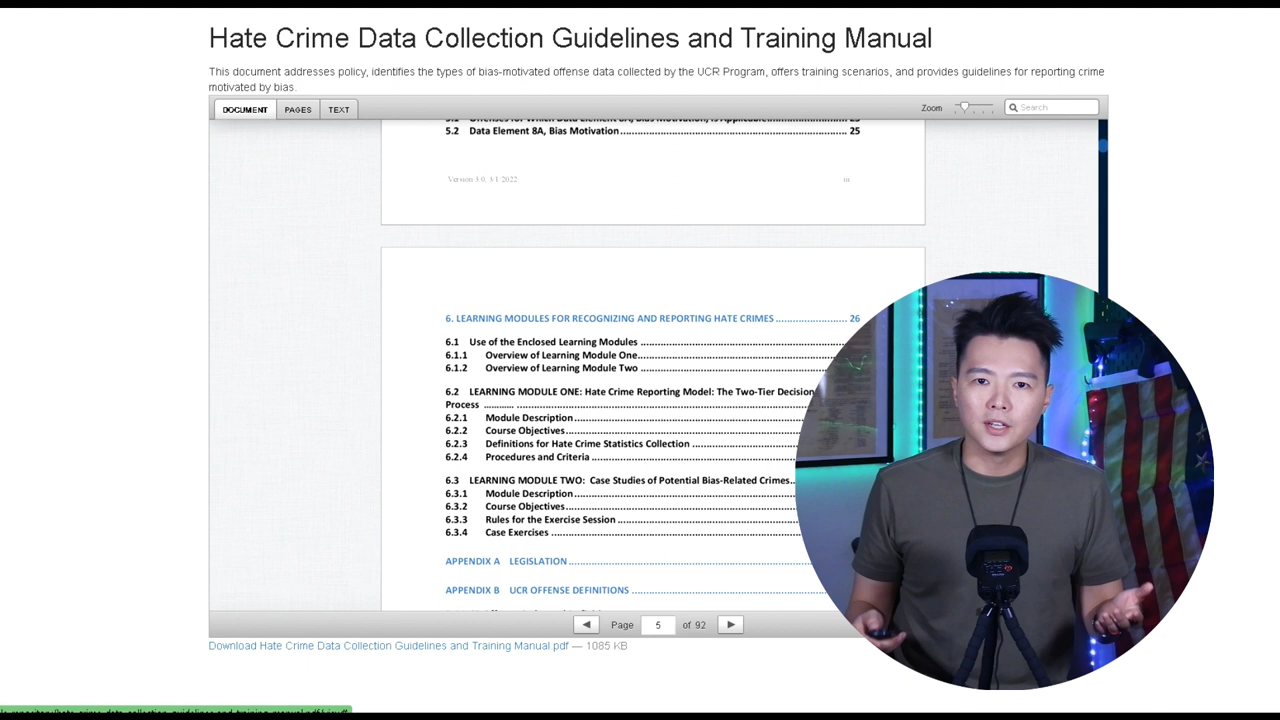 Hate Crime Data Collection Guidelines and Training Manual
This document addresses policy, identifies the types of bias-motivated offense data collected by the UCR Program, offers training scenarios, and provides guidelines for reporting crime
motivated by bias.
DOCUMENT PAGES TEXT Zoom Search
5.2 Data Element 8A, Bias Motivation 25
Version 3.0, 3-1-2022 iii
6. LEARNING MODULES FOR RECOGNIZING AND REPORTING HATE CRIMES 26
6.1 Use of the Enclosed Learning Modules
6.1.1 Overview of Learning Module One
6.1.2 Overview of Learning Module Two
6.2 LEARNING MODULE ONE: Hate Crime Reporting Model: The Two-Tier Decision
Process
6.2.1 Module Description
6.2.2 Course Objectives
6.2.3 Definitions for Hate Crime Statistics Collection
6.2.4 Procedures and Criteria
6.3 LEARNING MODULE TWO: Case Studies of Potential Bias-Related Crimes
6.3.1 Module Description
6.3.2 Course Objectives
6.3.3 Rules for the Exercise Session
6.3.4 Case Exercises
APPENDIX A LEGISLATION
APPENDIX B UCR OFFENSE DEFINITIONS
Page 5 of 92
Download Hate Crime Data Collection Guidelines and Training Manual.pdf — 1085 KB